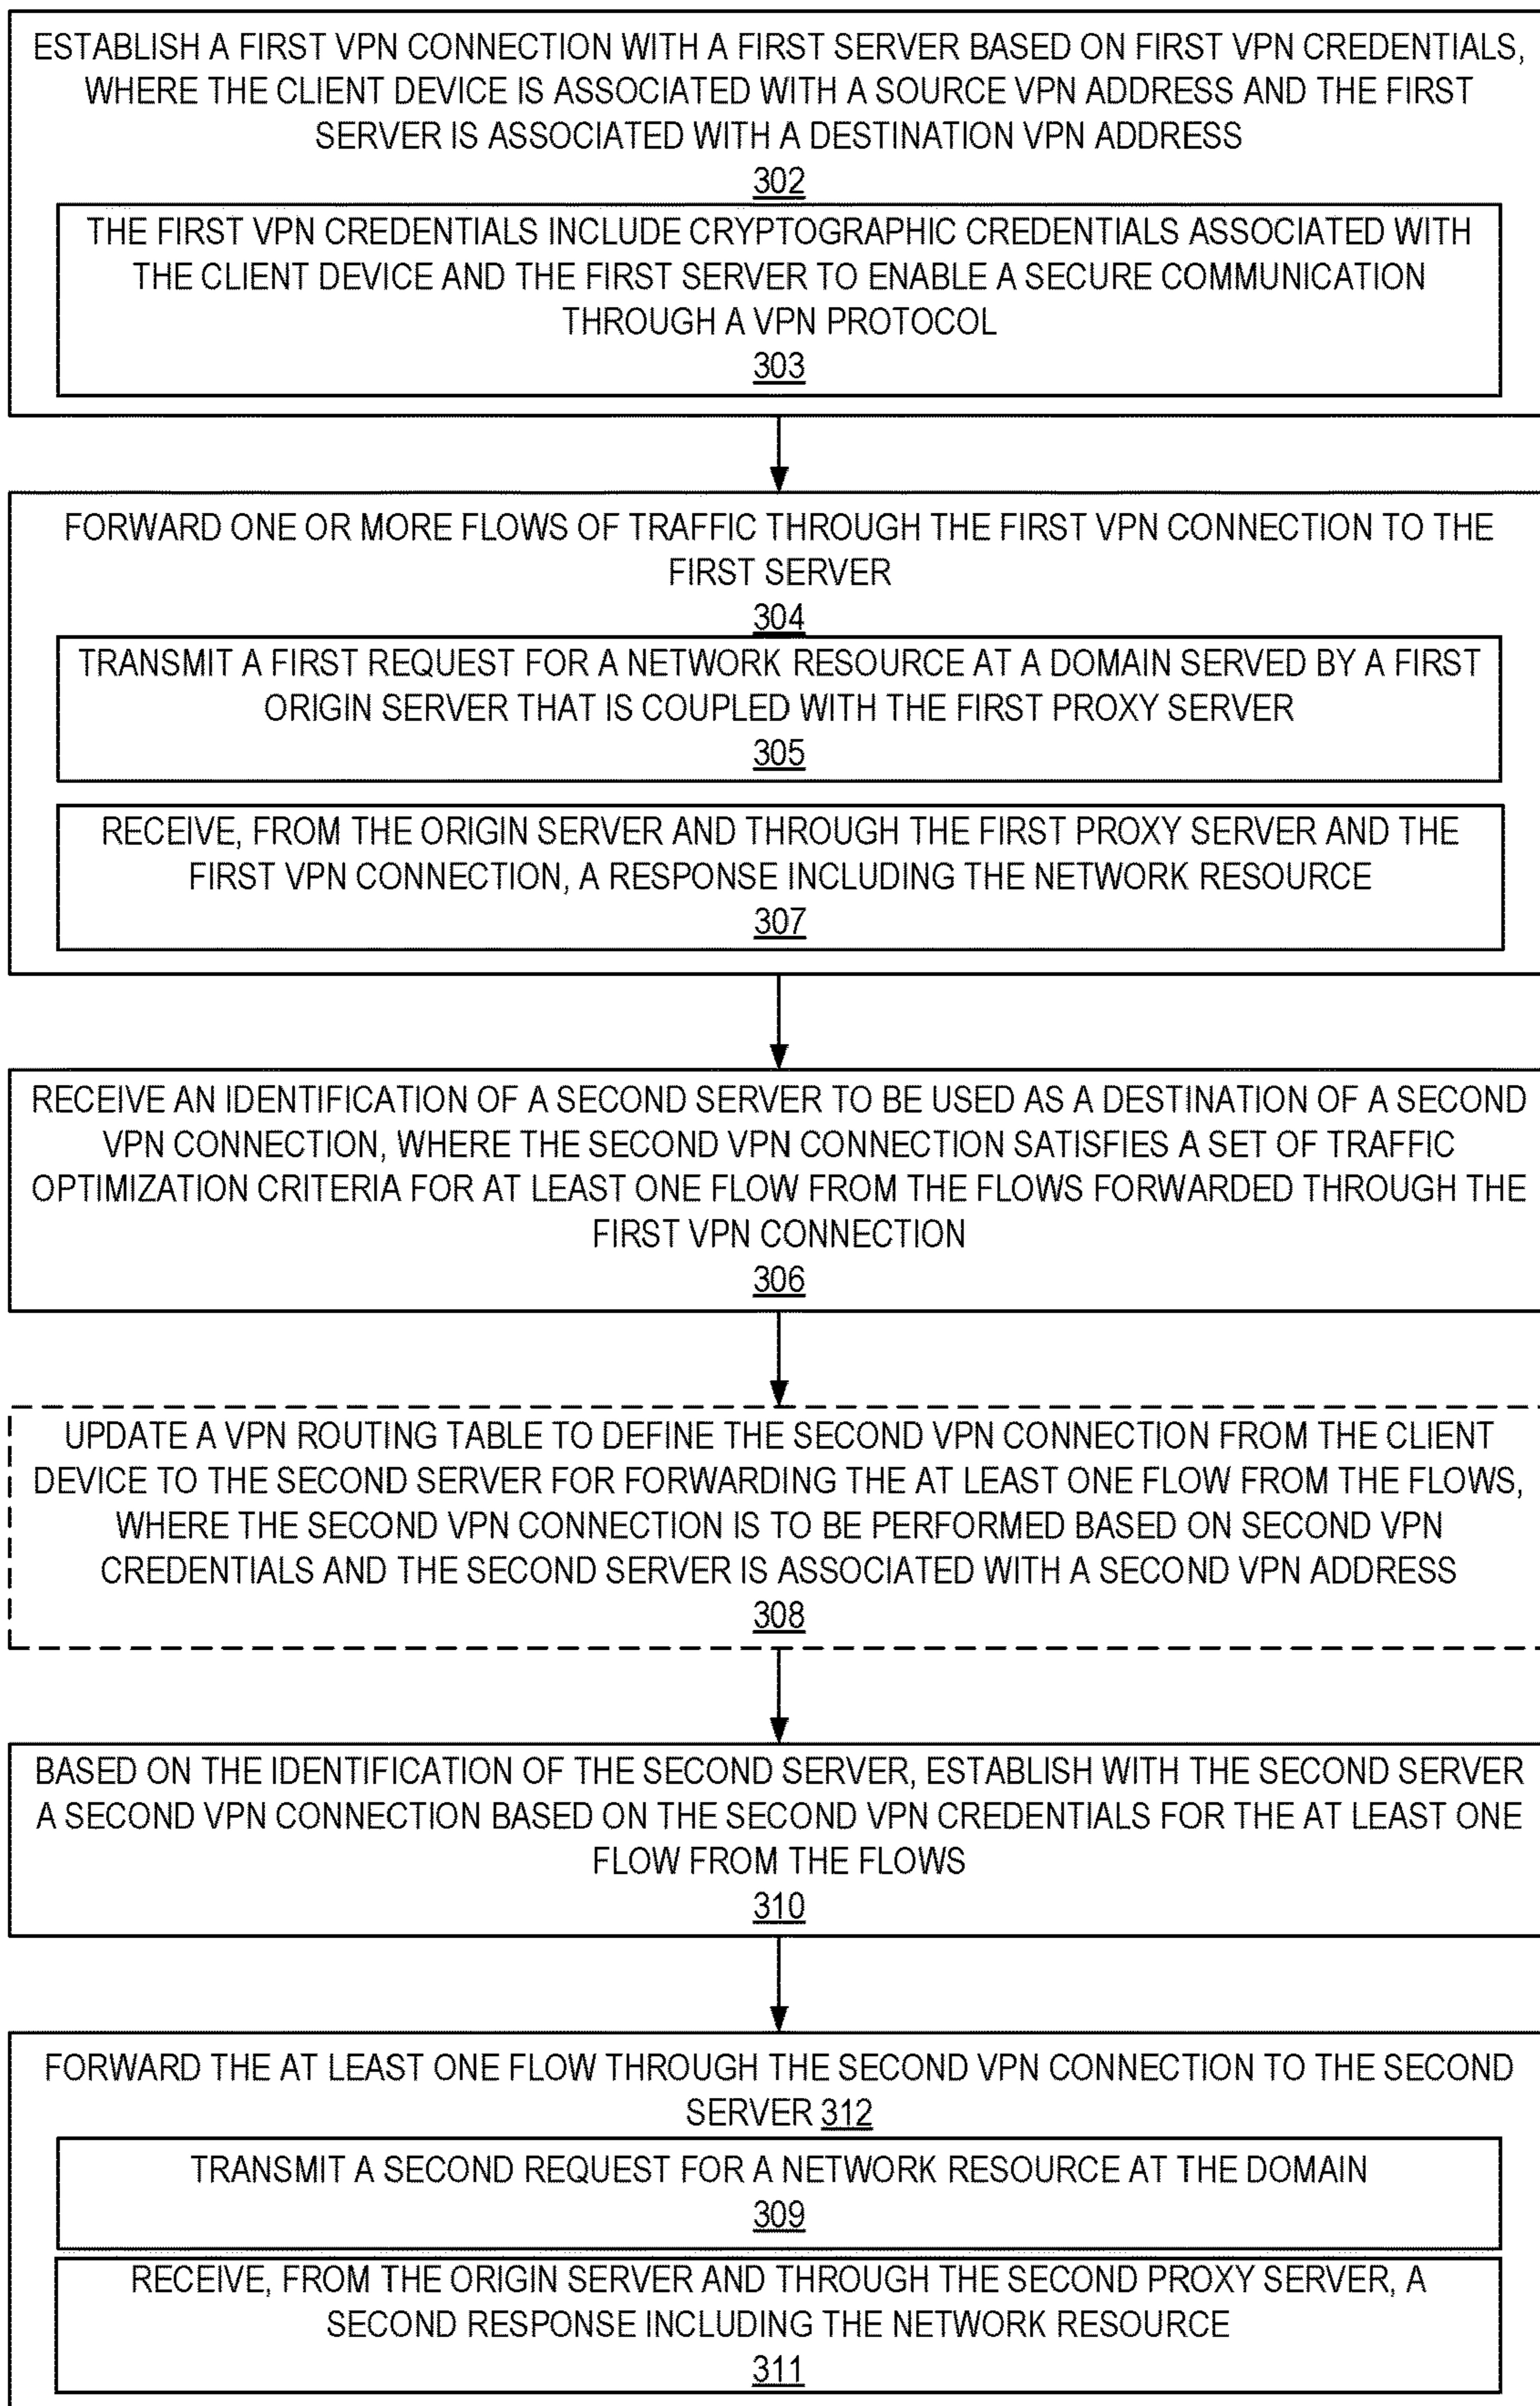 ESTABLISH A FIRST VPN CONNECTION WITH A FIRST SERVER BASED ON FIRST VPN CREDENTIALS,
WHERE THE CLIENT DEVICE IS ASSOCIATED WITH A SOURCE VPN ADDRESS AND THE FIRST
SERVER IS ASSOCIATED WITH A DESTINATION VPN ADDRESS
302
THE FIRST VPN CREDENTIALS INCLUDE CRYPTOGRAPHIC CREDENTIALS ASSOCIATED WITH
THE CLIENT DEVICE AND THE FIRST SERVER TO ENABLE A SECURE COMMUNICATION
THROUGH A VPN PROTOCOL
303
FORWARD ONE OR MORE FLOWS OF TRAFFIC THROUGH THE FIRST VPN CONNECTION TO THE
FIRST SERVER
304
TRANSMIT A FIRST REQUEST FOR A NETWORK RESOURCE AT A DOMAIN SERVED BY A FIRST
ORIGIN SERVER THAT IS COUPLED WITH THE FIRST PROXY SERVER
305
RECEIVE, FROM THE ORIGIN SERVER AND THROUGH THE FIRST PROXY SERVER AND THE
FIRST VPN CONNECTION, A RESPONSE INCLUDING THE NETWORK RESOURCE
307
RECEIVE AN IDENTIFICATION OF A SECOND SERVER TO BE USED AS A DESTINATION OF A SECOND
VPN CONNECTION, WHERE THE SECOND VPN CONNECTION SATISFIES A SET OF TRAFFIC
OPTIMIZATION CRITERIA FOR AT LEAST ONE FLOW FROM THE FLOWS FORWARDED THROUGH THE
FIRST VPN CONNECTION
306
UPDATE A VPN ROUTING TABLE TO DEFINE THE SECOND VPN CONNECTION FROM THE CLIENT
DEVICE TO THE SECOND SERVER FOR FORWARDING THE AT LEAST ONE FLOW FROM THE FLOWS,
WHERE THE SECOND VPN CONNECTION IS TO BE PERFORMED BASED ON SECOND VPN
CREDENTIALS AND THE SECOND SERVER IS ASSOCIATED WITH A SECOND VPN ADDRESS
308
BASED ON THE IDENTIFICATION OF THE SECOND SERVER, ESTABLISH WITH THE SECOND SERVER
A SECOND VPN CONNECTION BASED ON THE SECOND VPN CREDENTIALS FOR THE AT LEAST ONE
FLOW FROM THE FLOWS
310
FORWARD THE AT LEAST ONE FLOW THROUGH THE SECOND VPN CONNECTION TO THE SECOND
SERVER 312
TRANSMIT A SECOND REQUEST FOR A NETWORK RESOURCE AT THE DOMAIN
309
RECEIVE, FROM THE ORIGIN SERVER AND THROUGH THE SECOND PROXY SERVER, A
SECOND RESPONSE INCLUDING THE NETWORK RESOURCE
311